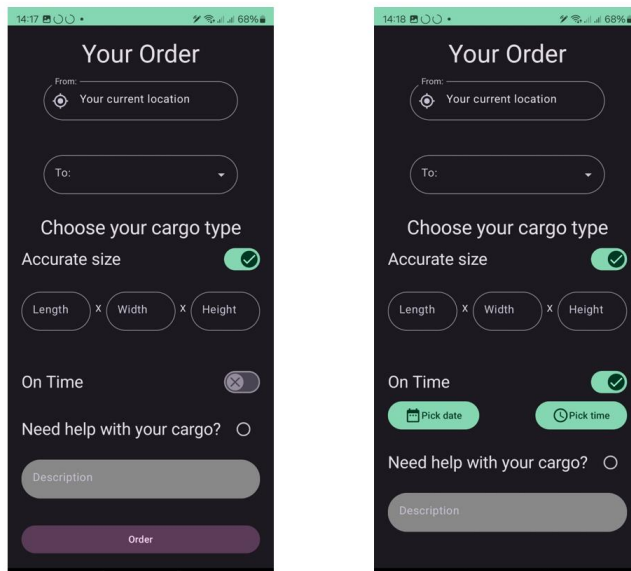 14:17 68%
Your Order
From:
Your current location
To:
Choose your cargo type
Accurate size
Length x Width x Height
On Time
Need help with your cargo?
Description
Order
14:18 68%
Your Order
From:
Your current location
To:
Choose your cargo type
Accurate size
Length x Width x Height
On Time
Pick date Pick time
Need help with your cargo?
Description